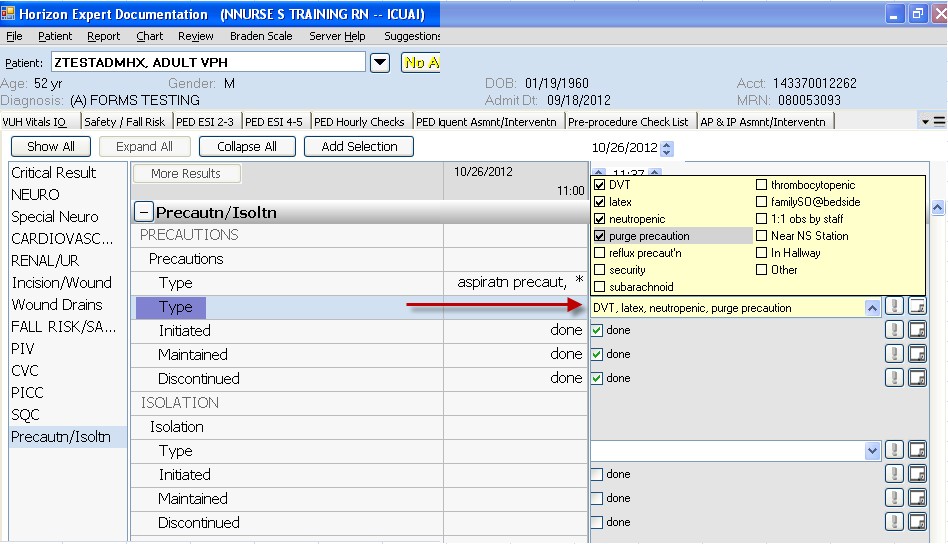 Horizon Expert Documentation (NNURSE S TRAINING RN -- ICUAI)
File Patient Report Chart Review Braden Scale Server Help Suggestions
Patient: ZTESTADMHX, ADULT VPH No A
Age: 52 yr Gender: M DOB: 01/19/1960 Acct: 143370012262
Diagnosis: (A) FORMS TESTING Admit Dt: 09/18/2012 MRN: 080053093
VUH Vitals IO Safety / Fall Risk PED ESI 2-3 PED ESI 4-5 PED Hourly Checks PED Iquent Asmnt/Interventn Pre-procedure Check List AP & IP Asmnt/Interventn
Show All Expand All Collapse All Add Selection 10/26/2012
Critical Result
NEURO
Special Neuro
CARDIOVASC...
RENAL/UR
Incision/Wound
Wound Drains
FALL RISK/SA...
PIV
CVC
PICC
SQC
Precautn/Isoltn
More Results 10/26/2012
11:00
11:37
Precautn/Isoltn
PRECAUTIONS
Precautions
Type aspiratn precaut, *
Type
Initiated done
Maintained done
Discontinued done
ISOLATION
Isolation
Type
Initiated
Maintained
Discontinued
DVT thrombocytopenic
latex familySO@bedside
neutropenic 1:1 obs by staff
purge precaution Near NS Station
reflux precaut'n In Hallway
security Other
subarachnoid
DVT, latex, neutropenic, purge precaution
done
done
done
done
done
done